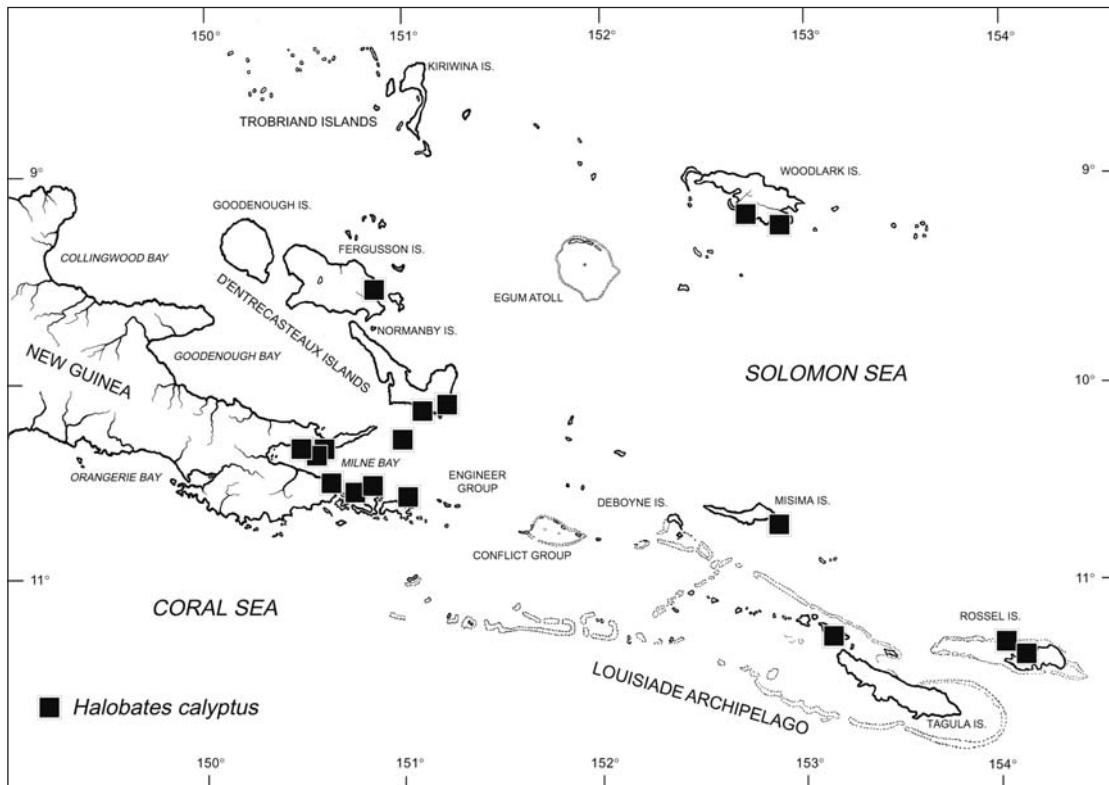 150°
151°
152°
153°
154°
KIRIWINA IS.
TROBRIAND ISLANDS
9°
9°
WOODLARK IS.
GOODENOUGH IS.
FERGUSSON IS.
COLLINGWOOD BAY
EGUM ATOLL
D'ENTRECASTEAUX ISLANDS
NORMANBY IS.
GOODENOUGH BAY
NEW GUINEA
SOLOMON SEA
10°
MILNE BAY
ORANGERIE BAY
ENGINEER
GROUP
DEBOYNE IS.
MISIMA IS.
CONFLICT GROUP
11°
11°
CORAL SEA
ROSSEL IS.
LOUISIADE ARCHIPELAGO
TAGULA IS.
Halobates calyptus
150°
151°
152°
153°
154°